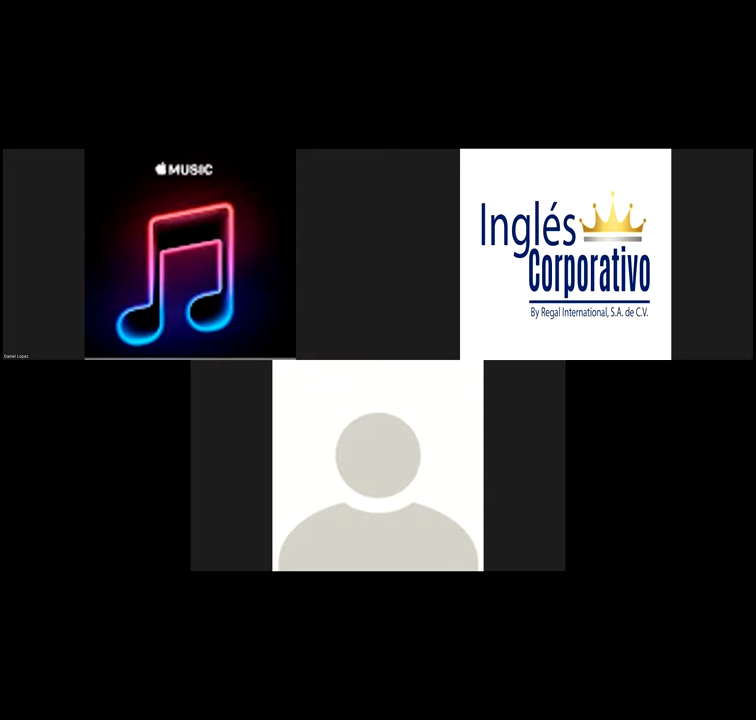 MUSIC
Inglés
Corporativo
By Regal International, S.A. de C.V.
Daniel Lopez